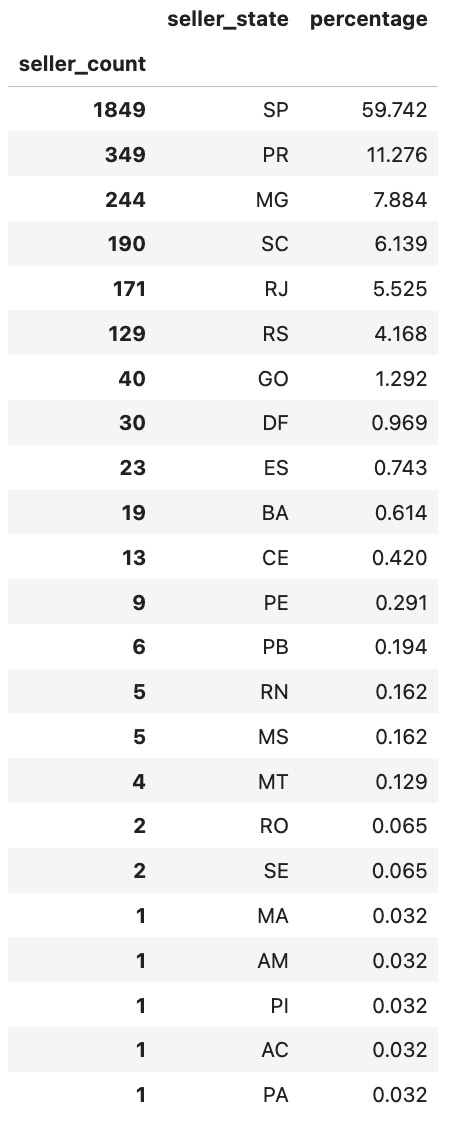 seller_state percentage
seller_count
1849 SP 59.742
349 PR 11.276
244 MG 7.884
190 SC 6.139
171 RJ 5.525
129 RS 4.168
40 GO 1.292
30 DF 0.969
23 ES 0.743
19 BA 0.614
13 CE 0.420
9 PE 0.291
6 PB 0.194
5 RN 0.162
5 MS 0.162
4 MT 0.129
2 RO 0.065
2 SE 0.065
1 MA 0.032
1 AM 0.032
1 PI 0.032
1 AC 0.032
1 PA 0.032